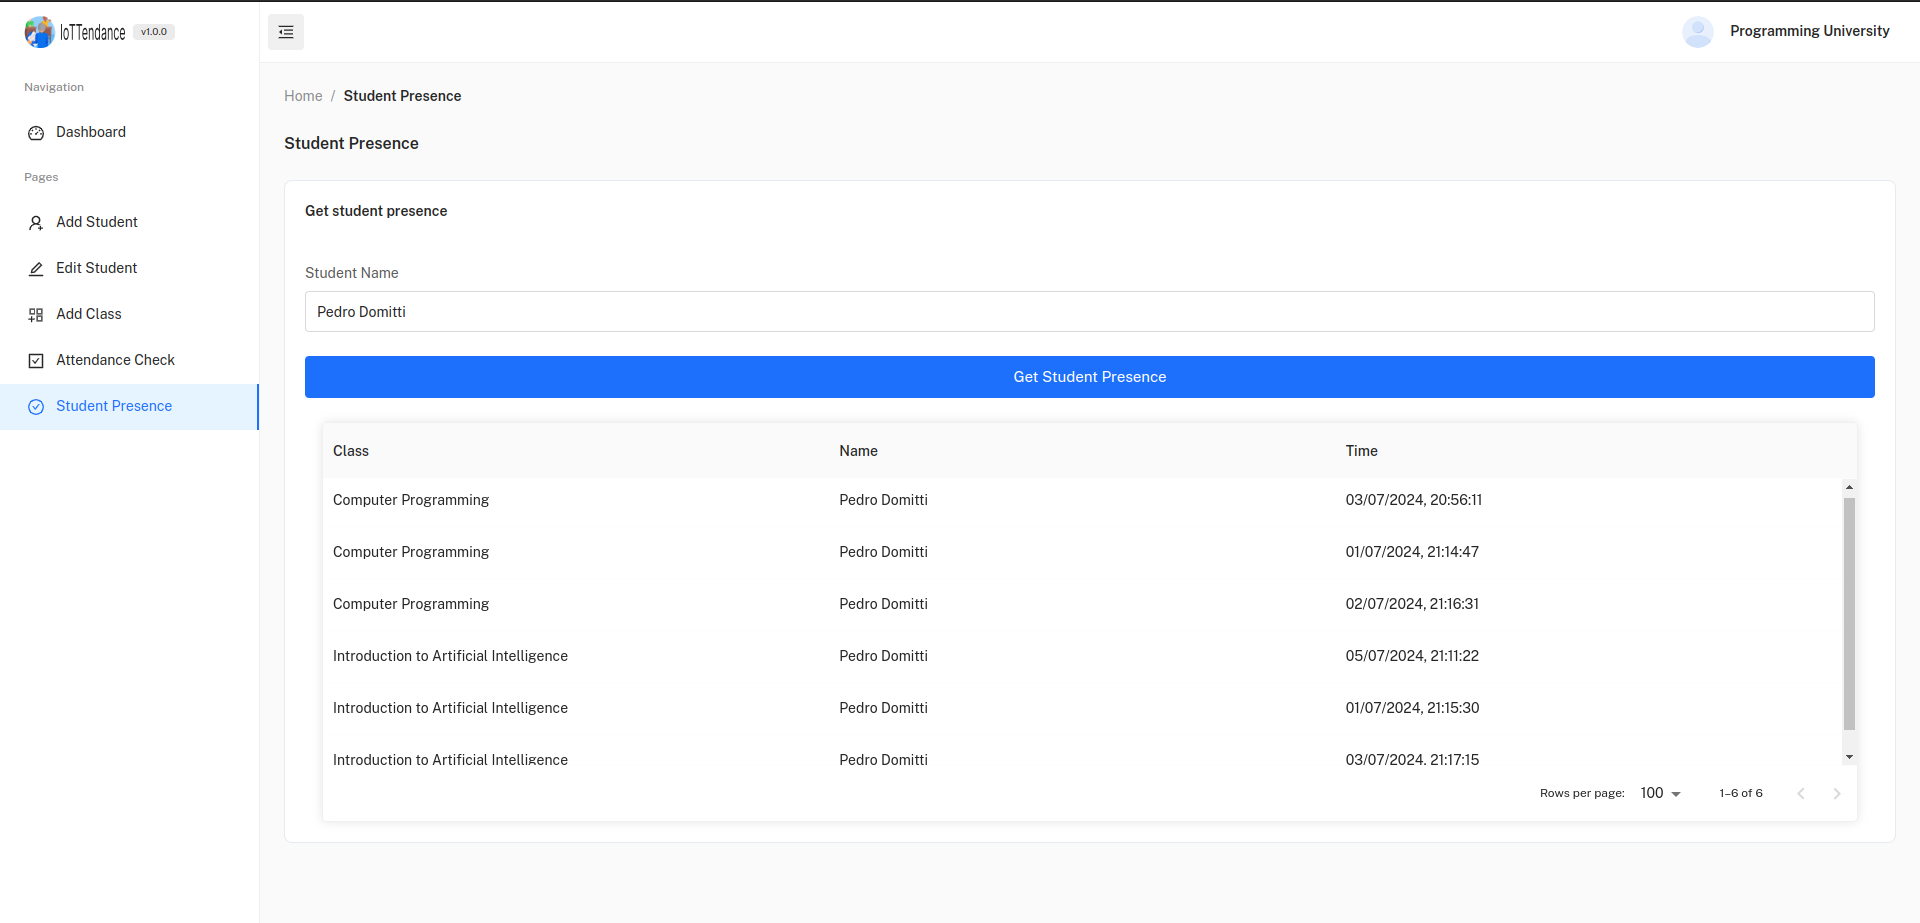 IoTTendance v1.0.0
Programming University
Navigation
Dashboard
Pages
Add Student
Edit Student
Add Class
Attendance Check
Student Presence
Home / Student Presence
Student Presence
Get student presence
Student Name
Pedro Domitti
Get Student Presence
Class Name Time
Computer Programming Pedro Domitti 03/07/2024, 20:56:11
Computer Programming Pedro Domitti 01/07/2024, 21:14:47
Computer Programming Pedro Domitti 02/07/2024, 21:16:31
Introduction to Artificial Intelligence Pedro Domitti 05/07/2024, 21:11:22
Introduction to Artificial Intelligence Pedro Domitti 01/07/2024, 21:15:30
Introduction to Artificial Intelligence Pedro Domitti 03/07/2024, 21:17:15
Rows per page: 100 1–6 of 6